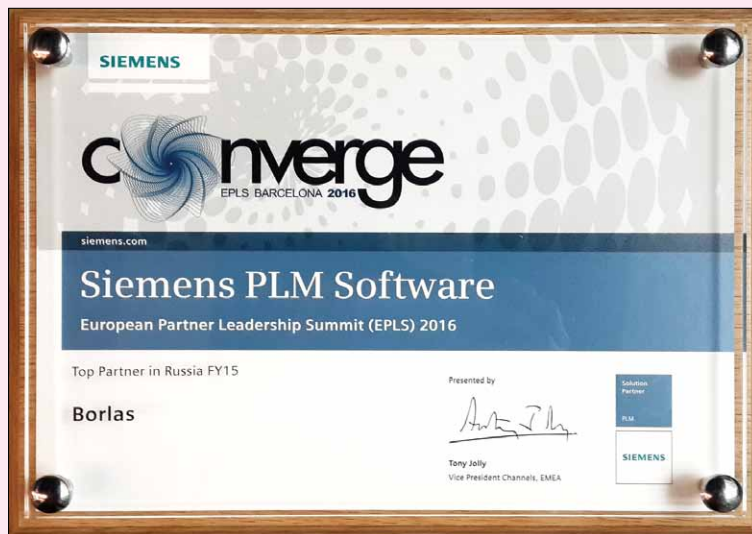 SIEMENS
converge
EPLS BARCELONA 2016
siemens.com
Siemens PLM Software
European Partner Leadership Summit (EPLS) 2016
Top Partner in Russia FY15
Borlas
Presented by
Tony Jolly
Vice President Channels, EMEA
Solution
Partner
PLM
SIEMENS